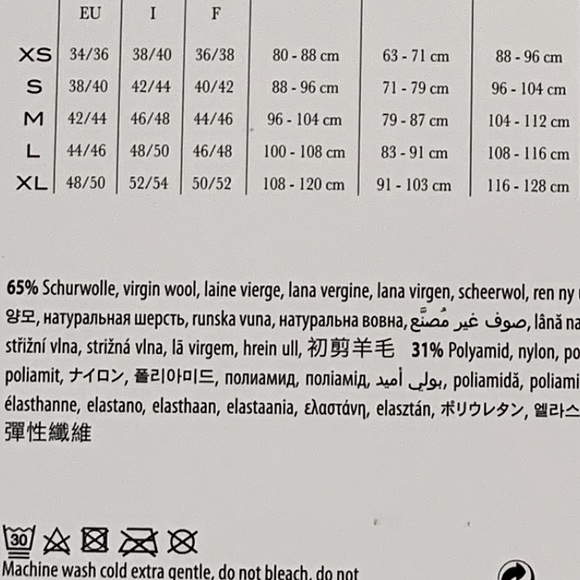 EU I F
XS 34/36 38/40 36/38 80 - 88 cm 63 - 71 cm 88 - 96 cm
S 38/40 42/44 40/42 88 - 96 cm 71 - 79 cm 96 - 104 cm
M 42/44 46/48 44/46 96 - 104 cm 79 - 87 cm 104 - 112 cm
L 44/46 48/50 46/48 100 - 108 cm 83 - 91 cm 108 - 116 cm
XL 48/50 52/54 50/52 108 - 120 cm 91 - 103 cm 116 - 128 cm
65% Schurwolle, virgin wool, laine vierge, lana vergine, lana virgen, scheerwol, ren ny
양모, натуральная шерсть, runska vuna, натуральна вовна, صوف غير مُصنَّع, lână
střižní vlna, strižná vlna, lã virgem, hrein ull, 初剪羊毛 31% Polyamid, nylon,
poliamit, ナイロン, 폴리아미드, полиамид, поліамід, بولي أميد, poliamidă,
élasthanne, elastano, elasthaan, elastaania, ελαστάνη, elasztán, ポリウレタン,
彈性纖維
30
Machine wash cold extra gentle, do not bleach, do not